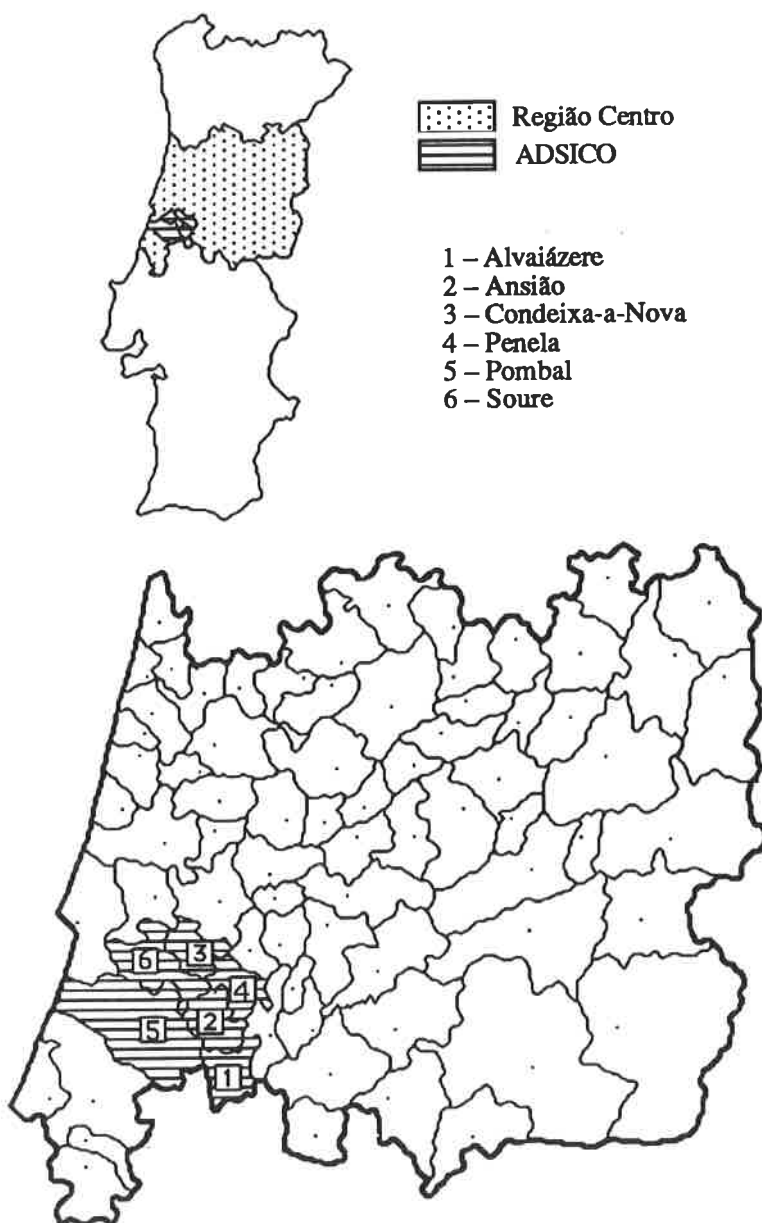 Região Centro
ADSICO
1 – Alvaiázere
2 – Ansião
3 – Condeixa-a-Nova
4 – Penela
5 – Pombal
6 – Soure
3
6
4
2
5
1